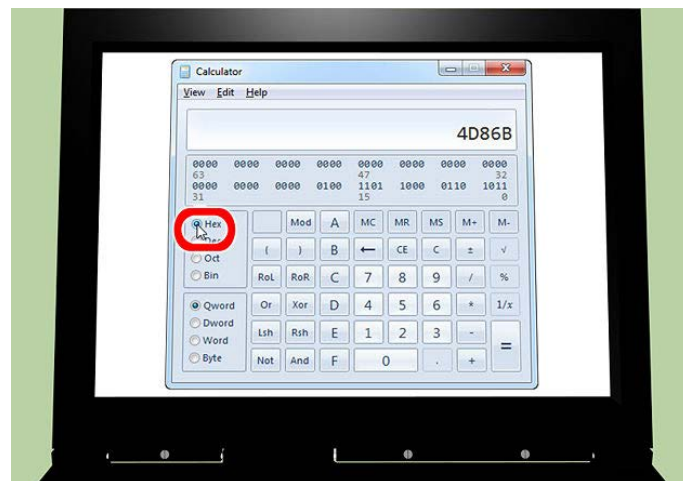 Calculator
View Edit Help
4D86B
0000 0000 0000 0000 0000 0000 0000 0000
63 47 32
0000 0000 0000 0100 1101 1000 0110 1011
31 15 0
Hex Mod A MC MR MS M+ M-
Oct ( ) B ← CE C ± √
Bin RoL RoR C 7 8 9 / %
Qword Or Xor D 4 5 6 * 1/x
Dword Lsh Rsh E 1 2 3 - =
Word
Byte Not And F 0 . +